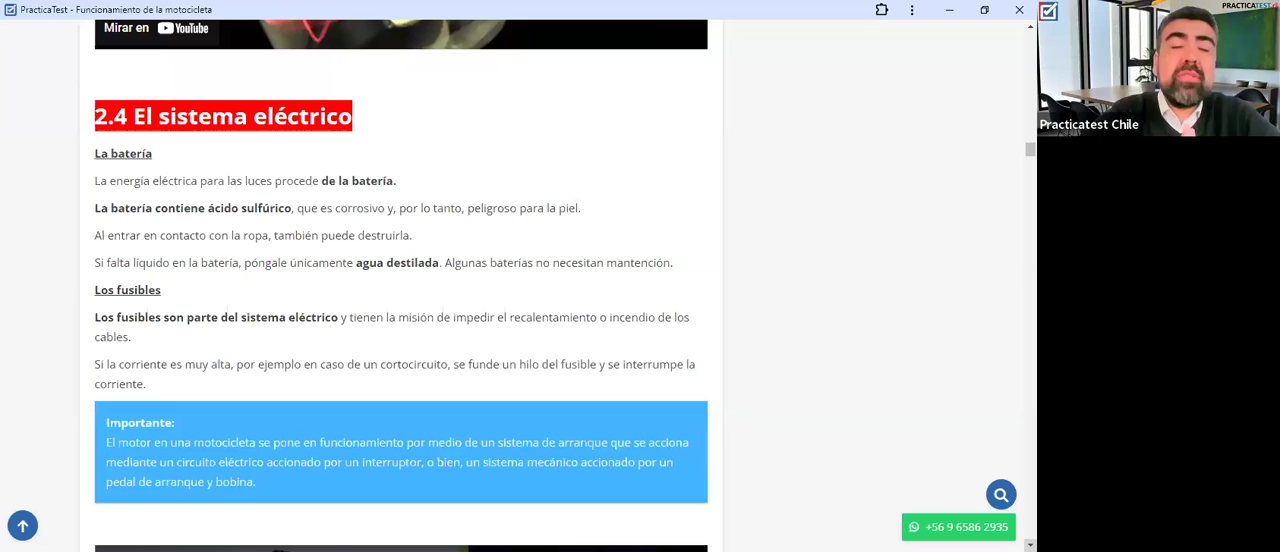 PracticaTest - Funcionamiento de la motocicleta
PRACTICATEST.cl
Mirar en YouTube
Practicatest Chile
2.4 El sistema eléctrico
La batería
La energía eléctrica para las luces procede de la batería.
La batería contiene ácido sulfúrico, que es corrosivo y, por lo tanto, peligroso para la piel.
Al entrar en contacto con la ropa, también puede destruirla.
Si falta líquido en la batería, póngale únicamente agua destilada. Algunas baterías no necesitan mantención.
Los fusibles
Los fusibles son parte del sistema eléctrico y tienen la misión de impedir el recalentamiento o incendio de los
cables.
Si la corriente es muy alta, por ejemplo en caso de un cortocircuito, se funde un hilo del fusible y se interrumpe la
corriente.
Importante:
El motor en una motocicleta se pone en funcionamiento por medio de un sistema de arranque que se acciona
mediante un circuito eléctrico accionado por un interruptor, o bien, un sistema mecánico accionado por un
pedal de arranque y bobina.
+56 9 6586 2935